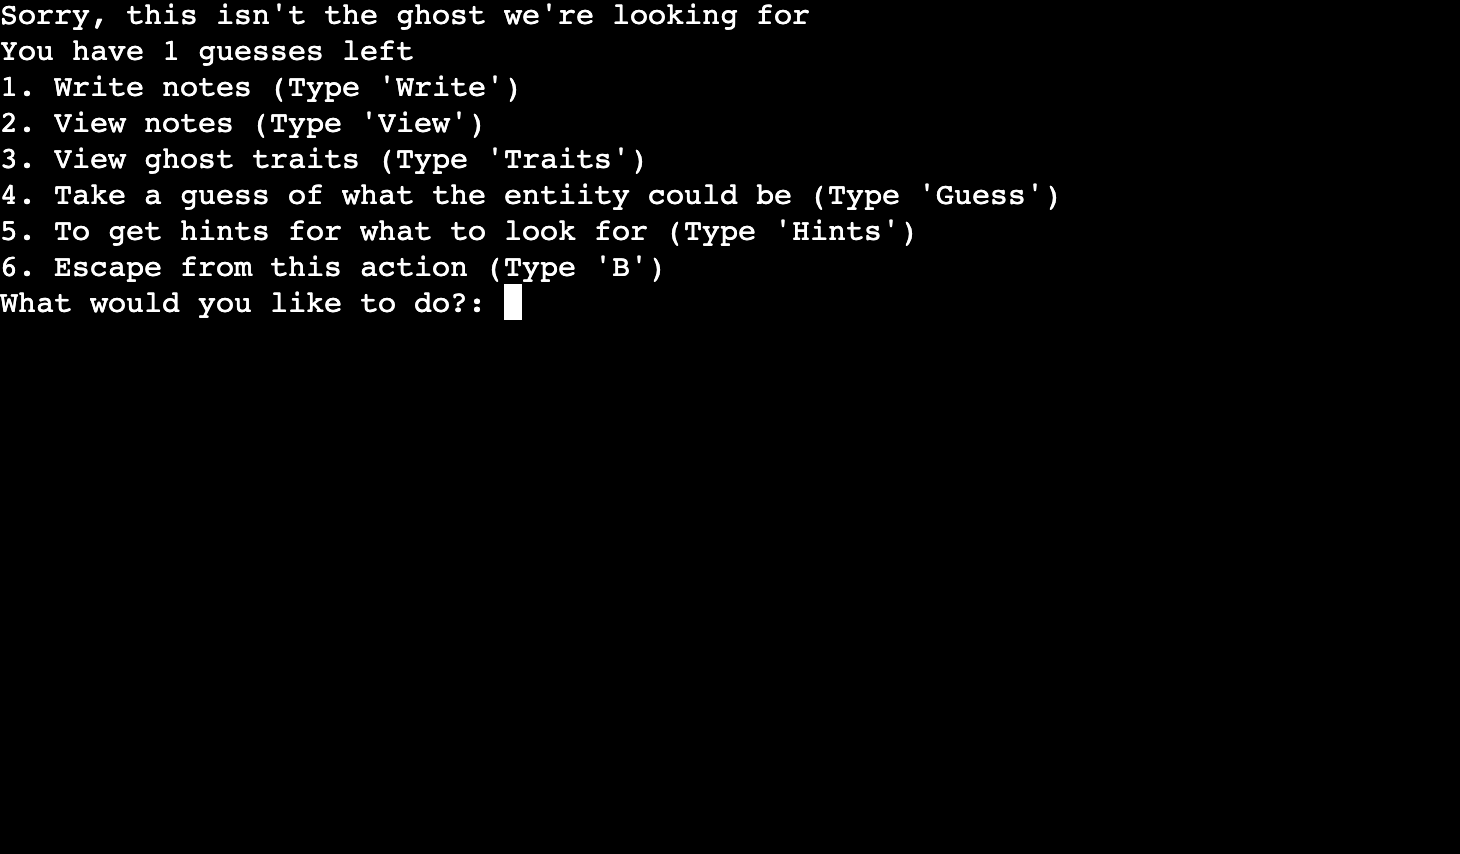 Sorry, this isn't the ghost we're looking for
You have 1 guesses left
1. Write notes (Type 'Write')
2. View notes (Type 'View')
3. View ghost traits (Type 'Traits')
4. Take a guess of what the entiity could be (Type 'Guess')
5. To get hints for what to look for (Type 'Hints')
6. Escape from this action (Type 'B')
What would you like to do?: